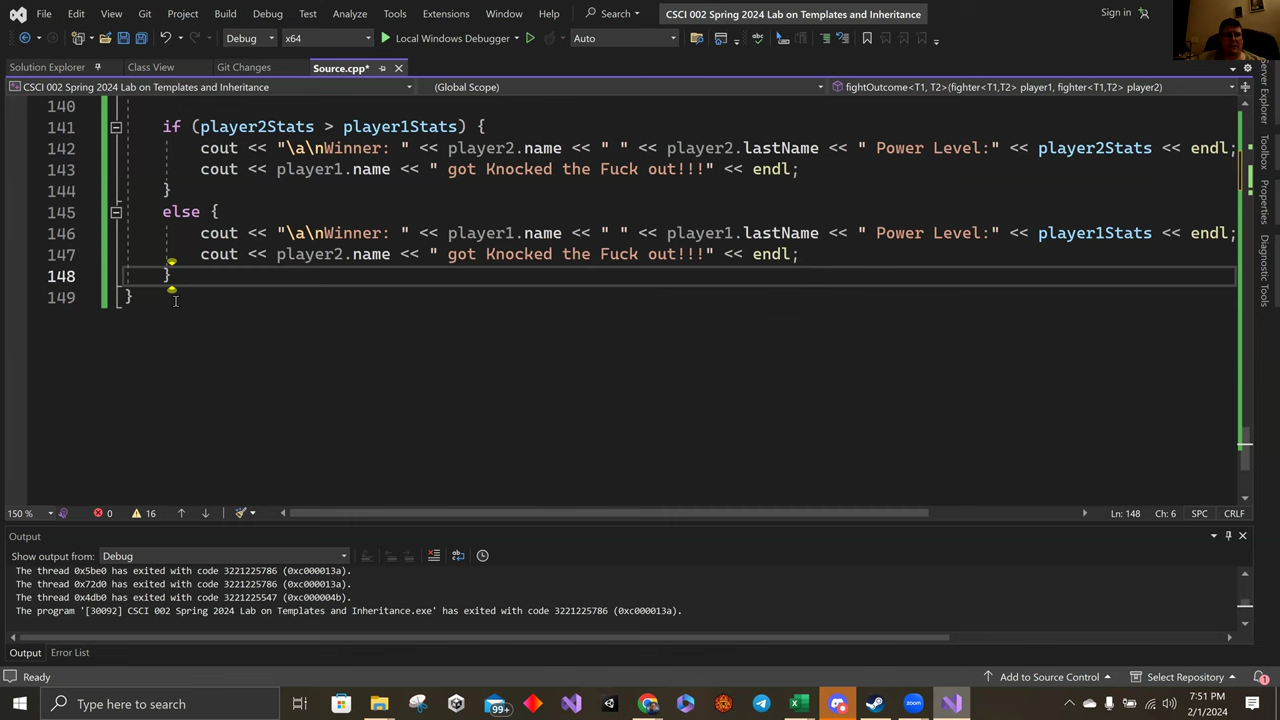 File Edit View Git Project Build Debug Test Analyze Tools Extensions Window Help Search CSCI 002 Spring 2024 Lab on Templates and Inheritance Sign in
Debug x64 Local Windows Debugger Auto
Solution Explorer Class View Git Changes Source.cpp*
CSCI 002 Spring 2024 Lab on Templates and Inheritance (Global Scope) fightOutcome<T1, T2>(fighter<T1,T2> player1, fighter<T1,T2> player2)
140
141 if (player2Stats > player1Stats) {
142 cout << "\a\nWinner: " << player2.name << " " << player2.lastName << " Power Level:" << player2Stats << endl;
143 cout << player1.name << " got Knocked the Fuck out!!!" << endl;
144 }
145 else {
146 cout << "\a\nWinner: " << player1.name << " " << player1.lastName << " Power Level:" << player1Stats << endl;
147 cout << player2.name << " got Knocked the Fuck out!!!" << endl;
148 }
149 }
Server Explorer
Toolbox
Properties
Diagnostic Tools
150 % 0 16 Ln: 148 Ch: 6 SPC CRLF
Output
Show output from: Debug
The thread 0x5be0 has exited with code 3221225786 (0xc000013a).
The thread 0x72d0 has exited with code 3221225786 (0xc000013a).
The thread 0x4db0 has exited with code 3221225547 (0xc000004b).
The program '[30092] CSCI 002 Spring 2024 Lab on Templates and Inheritance.exe' has exited with code 3221225786 (0xc000013a).
Output Error List
Ready Add to Source Control Select Repository 1
Type here to search 99+ zoom 7:51 PM
2/1/2024